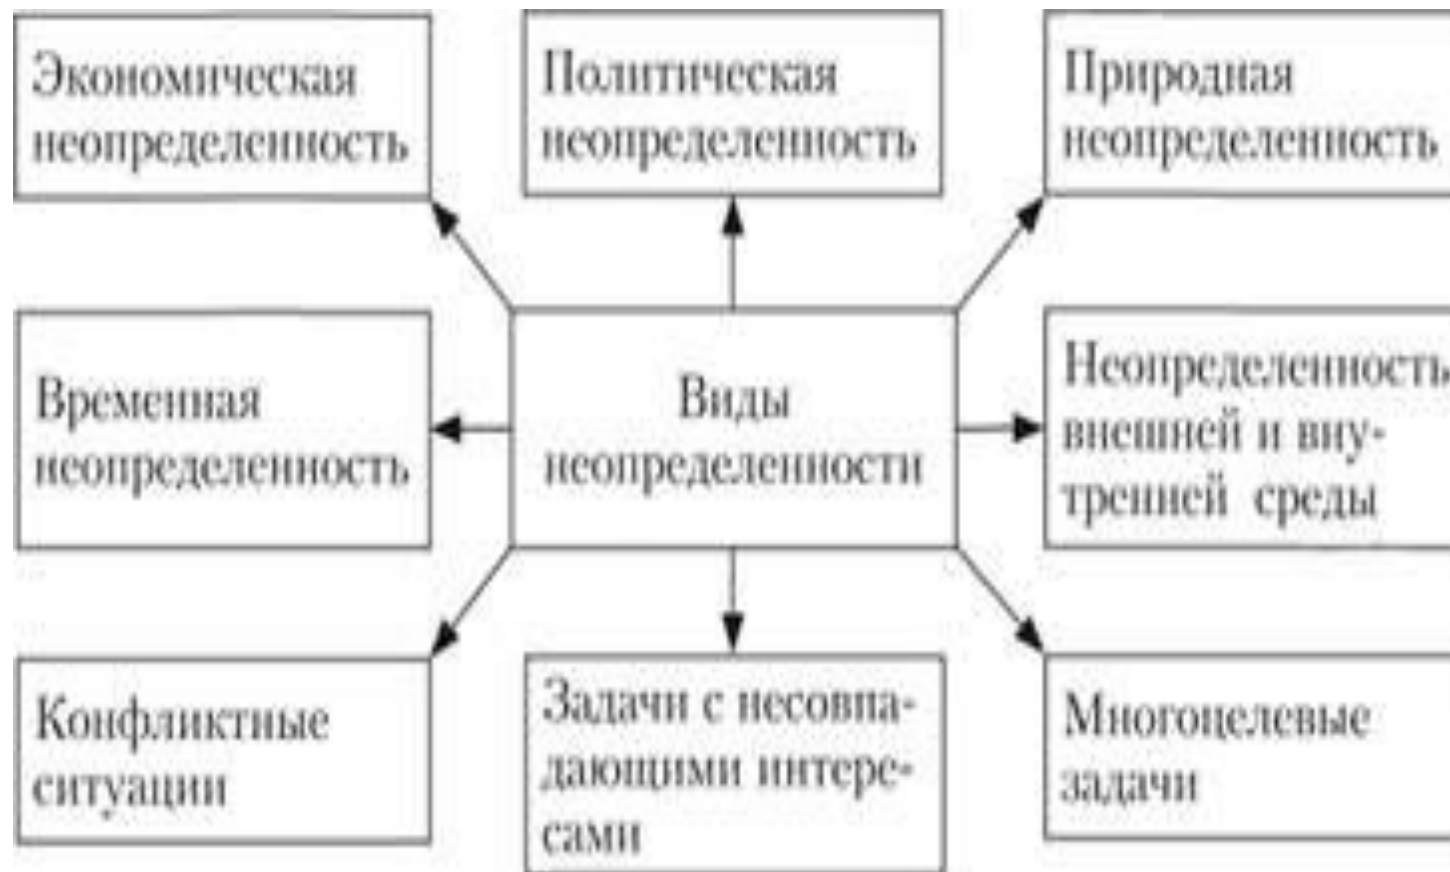 Экономическая
неопределенность
Политическая
неопределенность
Природная
неопределенность
Временная
неопределенность
Виды
неопределенности
Неопределенность
внешней и вну-
тренней среды
Конфликтные
ситуации
Задачи с несовпа-
дающими интере-
сами
Многоцелевые
задачи